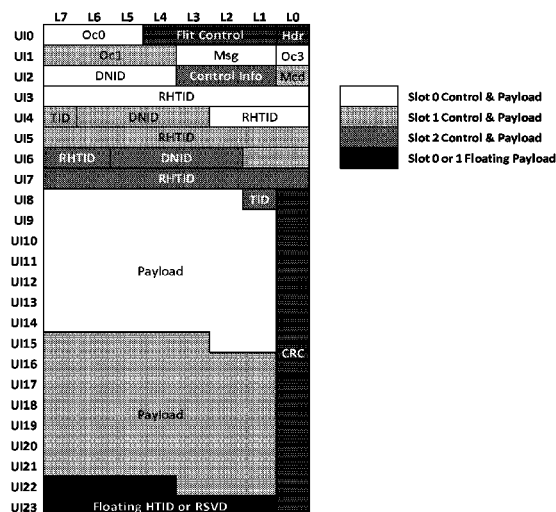 L7 L6 L5 L4 L3 L2 L1 L0
UI0 Oc0 Flit Control Hdr
UI1 Oc1 Msg Oc3
UI2 DNID Control Info Mcd
UI3 RHTID
UI4 TID DNID RHTID
UI5 RHTID
UI6 RHTID DNID
UI7 RHTID
UI8 TID
UI9
UI10
UI11
Payload
UI12
UI13
UI14
UI15
CRC
UI16
UI17
UI18
Payload
UI19
UI20
UI21
UI22
UI23 Floating HTID or RSVD
Slot 0 Control & Payload
Slot 1 Control & Payload
Slot 2 Control & Payload
Slot 0 or 1 Floating Payload